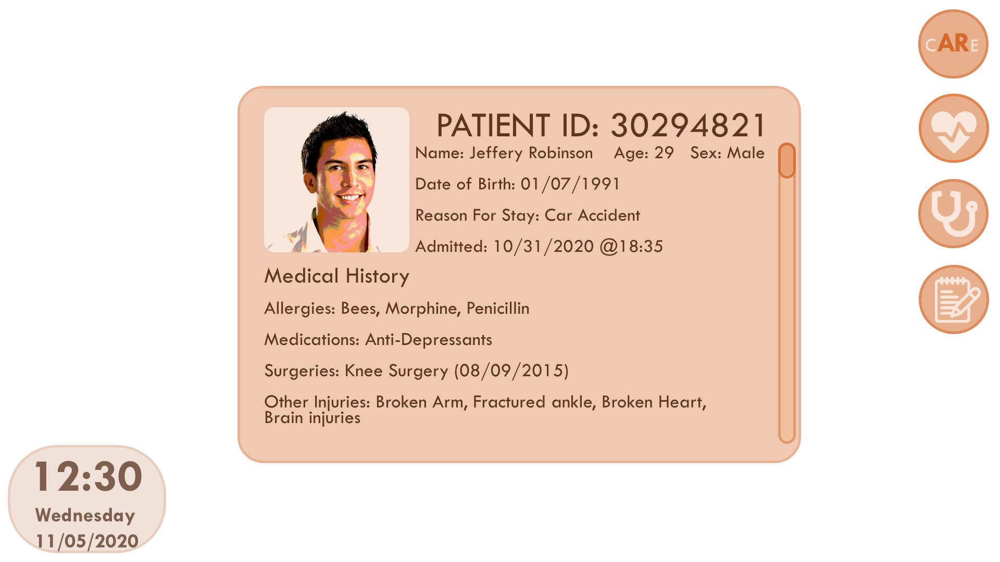 CARE
PATIENT ID: 30294821
Name: Jeffery Robinson Age: 29 Sex: Male
Date of Birth: 01/07/1991
Reason For Stay: Car Accident
Admitted: 10/31/2020 @18:35
Medical History
Allergies: Bees, Morphine, Penicillin
Medications: Anti-Depressants
Surgeries: Knee Surgery (08/09/2015)
Other Injuries: Broken Arm, Fractured ankle, Broken Heart,
Brain injuries
12:30
Wednesday
11/05/2020